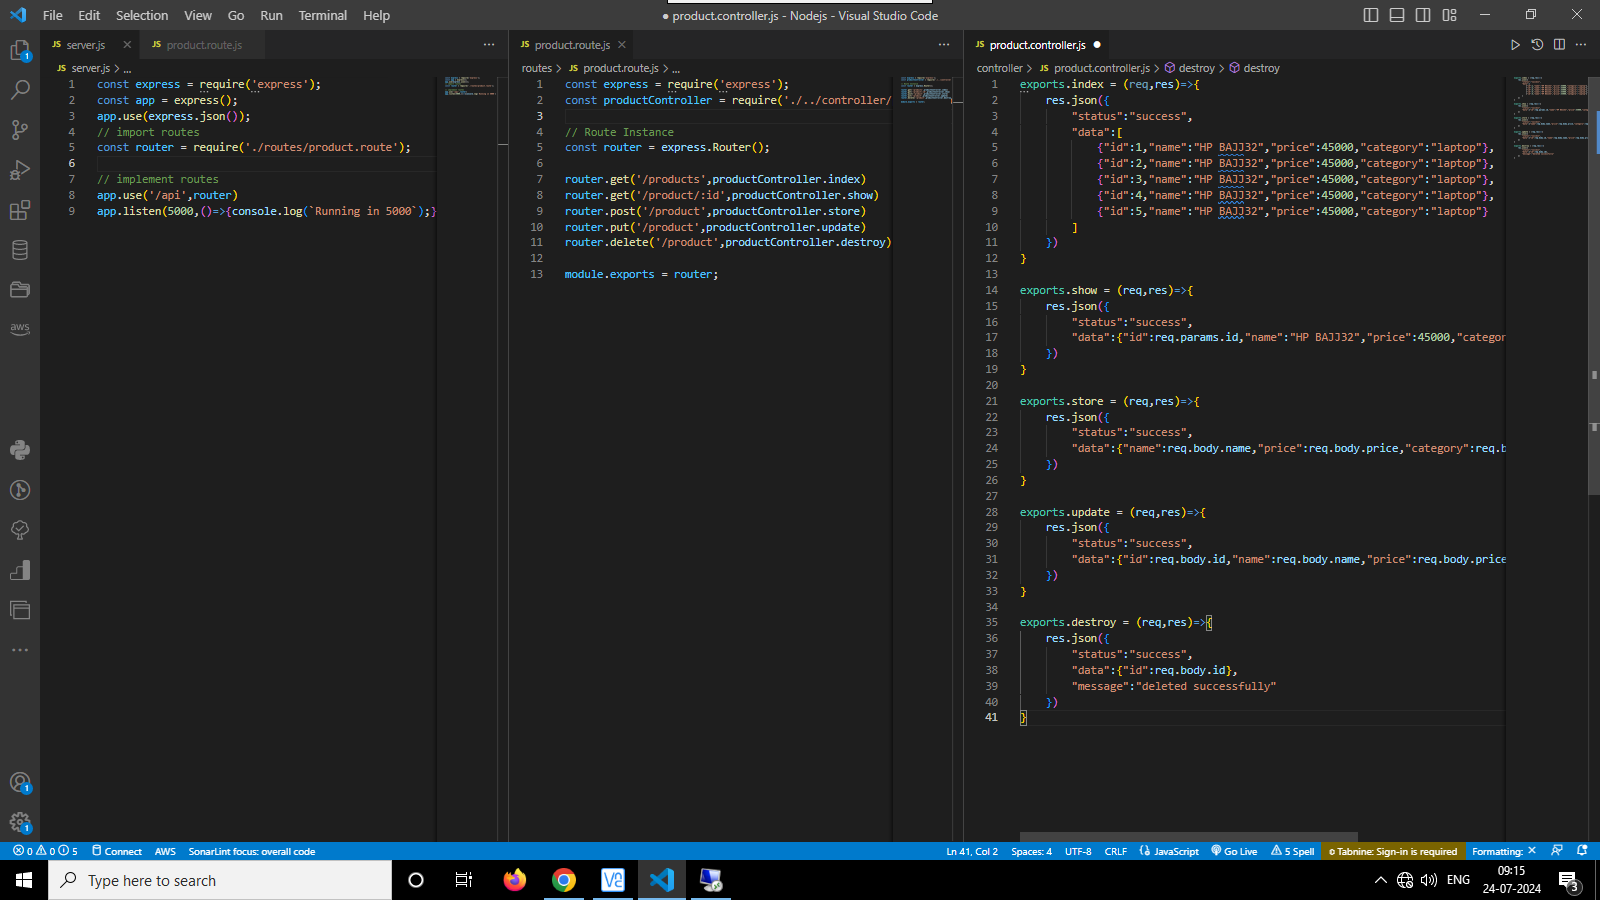 File Edit Selection View Go Run Terminal Help
● product.controller.js - Nodejs - Visual Studio Code
JS server.js × JS product.route.js ···
JS server.js > ...
1 const express = require('express');
2 const app = express();
3 app.use(express.json());
4 // import routes
5 const router = require('./routes/product.route');
6
7 // implement routes
8 app.use('/api',router)
9 app.listen(5000,()=>{console.log(`Running in 5000`);}
JS product.route.js × ···
routes > JS product.route.js > ...
1 const express = require('express');
2 const productController = require('./../controller/
3
4 // Route Instance
5 const router = express.Router();
6
7 router.get('/products',productController.index)
8 router.get('/product/:id',productController.show)
9 router.post('/product',productController.store)
10 router.put('/product',productController.update)
11 router.delete('/product',productController.destroy)
12
13 module.exports = router;
JS product.controller.js ● ···
controller > JS product.controller.js > destroy > destroy
1 exports.index = (req,res)=>{
2 res.json({
3 "status":"success",
4 "data":[
5 {"id":1,"name":"HP BAJJ32","price":45000,"category":"laptop"},
6 {"id":2,"name":"HP BAJJ32","price":45000,"category":"laptop"},
7 {"id":3,"name":"HP BAJJ32","price":45000,"category":"laptop"},
8 {"id":4,"name":"HP BAJJ32","price":45000,"category":"laptop"},
9 {"id":5,"name":"HP BAJJ32","price":45000,"category":"laptop"}
10 ]
11 })
12 }
13
14 exports.show = (req,res)=>{
15 res.json({
16 "status":"success",
17 "data":{"id":req.params.id,"name":"HP BAJJ32","price":45000,"categor
18 })
19 }
20
21 exports.store = (req,res)=>{
22 res.json({
23 "status":"success",
24 "data":{"name":req.body.name,"price":req.body.price,"category":req.b
25 })
26 }
27
28 exports.update = (req,res)=>{
29 res.json({
30 "status":"success",
31 "data":{"id":req.body.id,"name":req.body.name,"price":req.body.price
32 })
33 }
34
35 exports.destroy = (req,res)=>{
36 res.json({
37 "status":"success",
38 "data":{"id":req.body.id},
39 "message":"deleted successfully"
40 })
41 }
1
aws
1
1
0 0 5 Connect AWS SonarLint focus: overall code
Ln 41, Col 2 Spaces: 4 UTF-8 CRLF JavaScript Go Live 5 Spell Tabnine: Sign-in is required Formatting: ×
Type here to search
ENG
09:15
24-07-2024
3